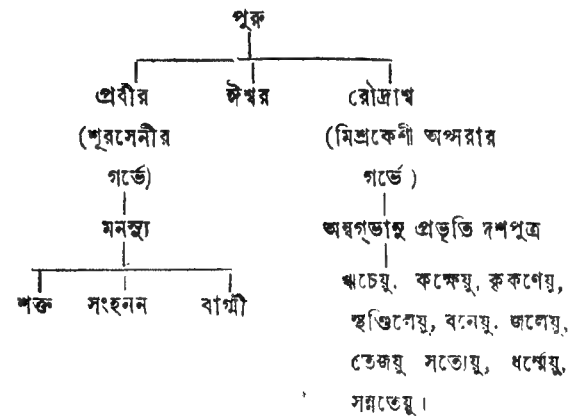 পুরু
প্রবীর ঈশ্বর রৌদ্রাশ্ব
(শূরসেনীর (মিশ্রকেশী অপ্সরার
গর্ভে) গর্ভে)
মনস্যু অন্বগ্‌ভানু প্রভৃতি দশপুত্র
শক্ত সংহনন বাগ্মী
ঋচেয়ু. কক্ষেয়ু, কৃকণেয়ু,
স্থণ্ডিলেয়ু, বনেয়ু. জলেয়ু,
তেজয়ু সত্যেয়ু, ধর্ম্মেয়ু,
সন্নতেয়ু।